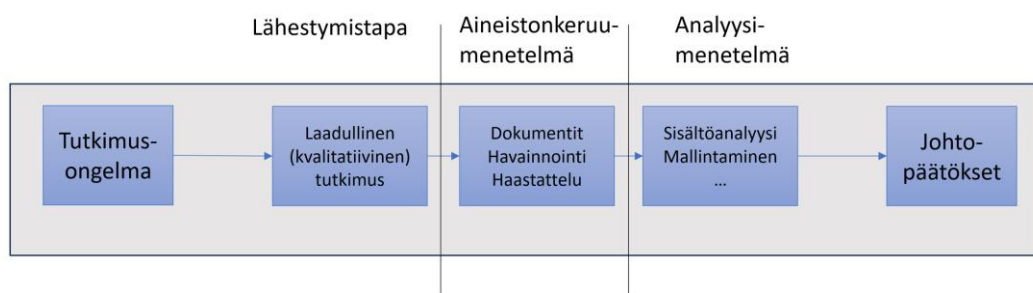 Lähestymistapa
Aineistonkeruu-
menetelmä
Analyysi-
menetelmä
Tutkimus-
ongelma
Laadullinen
(kvalitatiivinen)
tutkimus
Dokumentit
Havainnointi
Haastattelu
Sisältöanalyysi
Mallintaminen
...
Johto-
päätökset